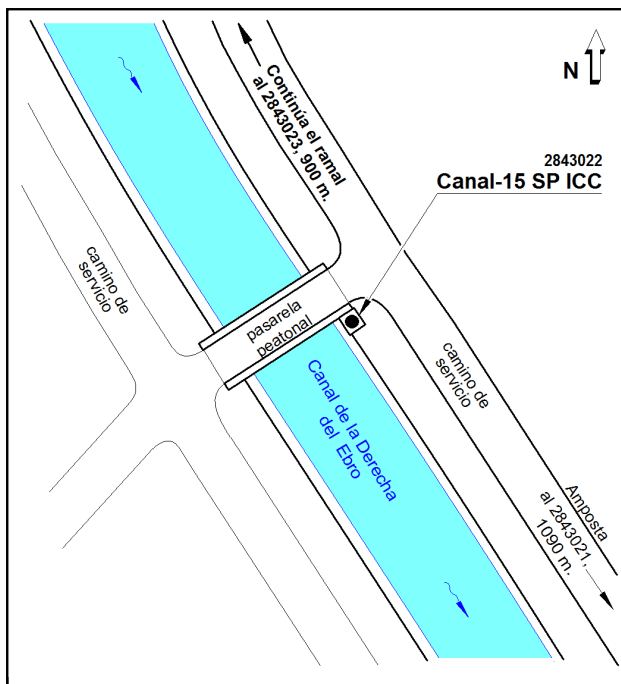 N
Continúa el ramal
al 2843023, 900 m.
2843022
Canal-15 SP ICC
camino de
servicio
pasarela
peatonal
Canal de la Derecha
del Ebro
camino de
servicio
Amposta
al 2843021,
1090 m.